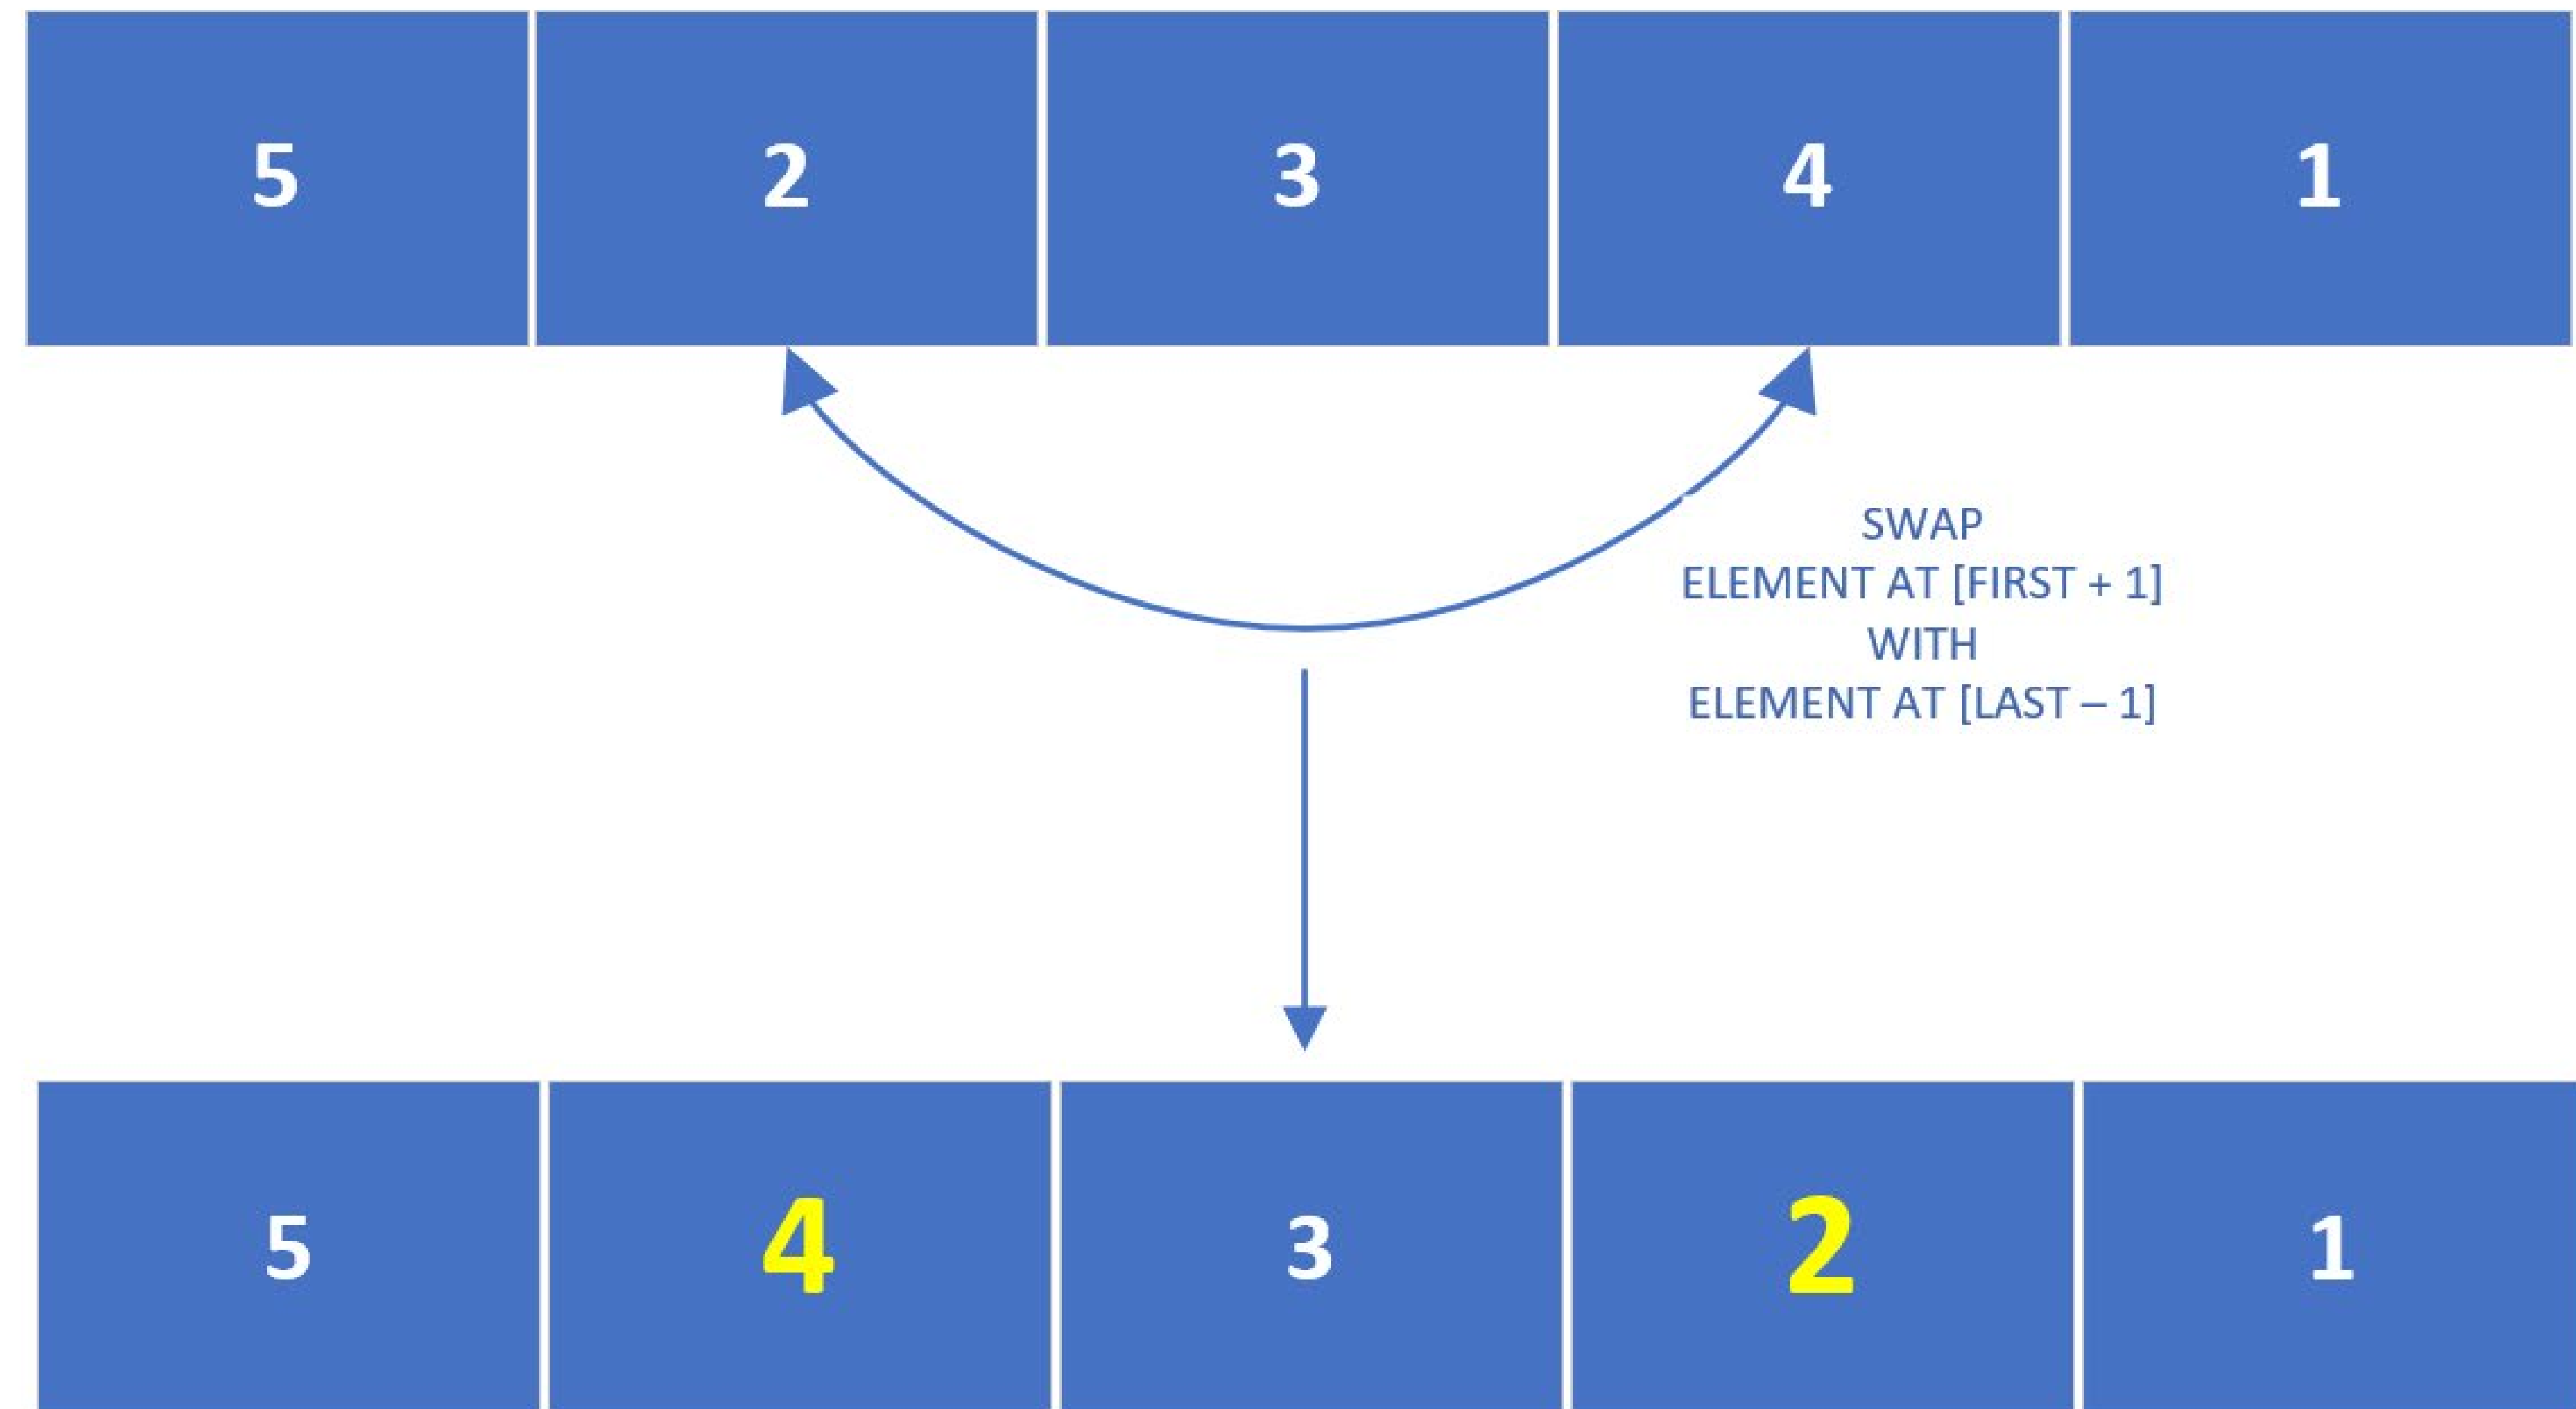 5 2 3 4 1
SWAP
ELEMENT AT [FIRST + 1]
WITH
ELEMENT AT [LAST – 1]
5 4 3 2 1